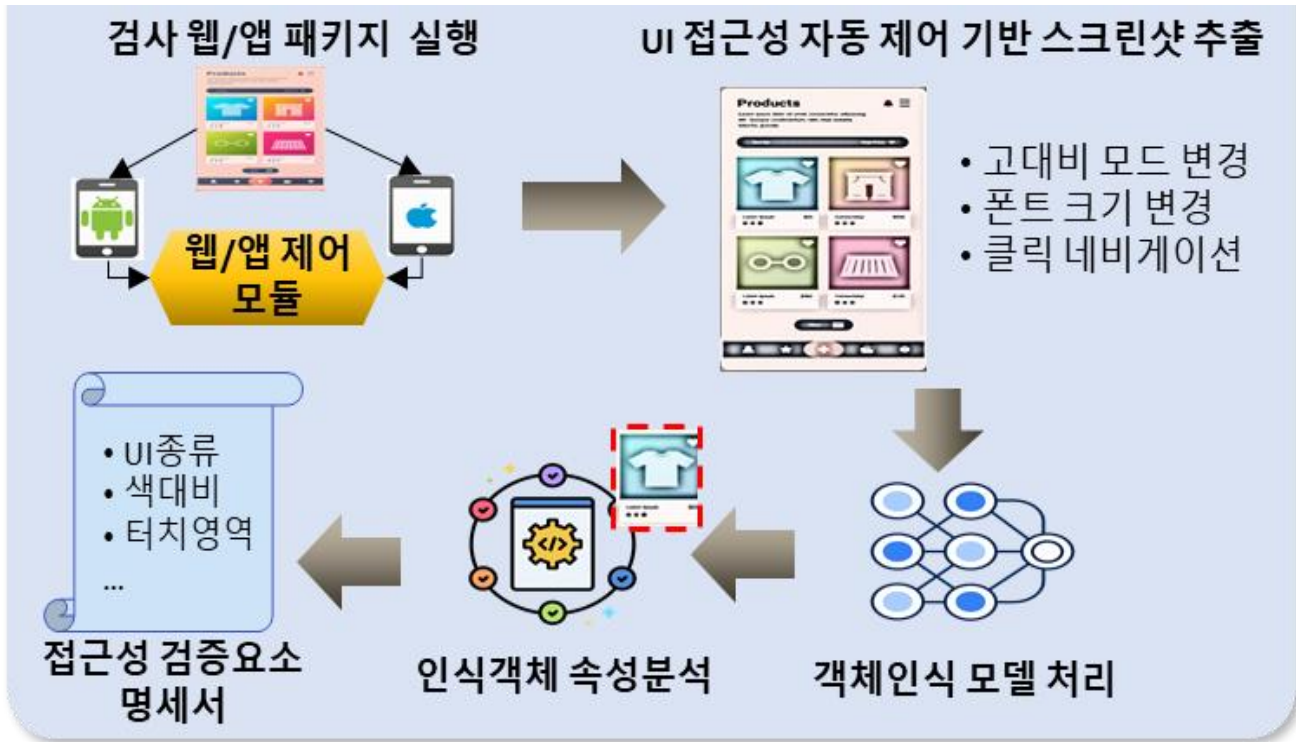 검사 웹/앱 패키지 실행
UI 접근성 자동 제어 기반 스크린샷 추출
Products
웹/앱 제어
모듈
Products
• 고대비 모드 변경
• 폰트 크기 변경
• 클릭 네비게이션
• UI종류
• 색대비
• 터치영역
...
</>
접근성 검증요소
명세서
인식객체 속성분석
객체인식 모델 처리